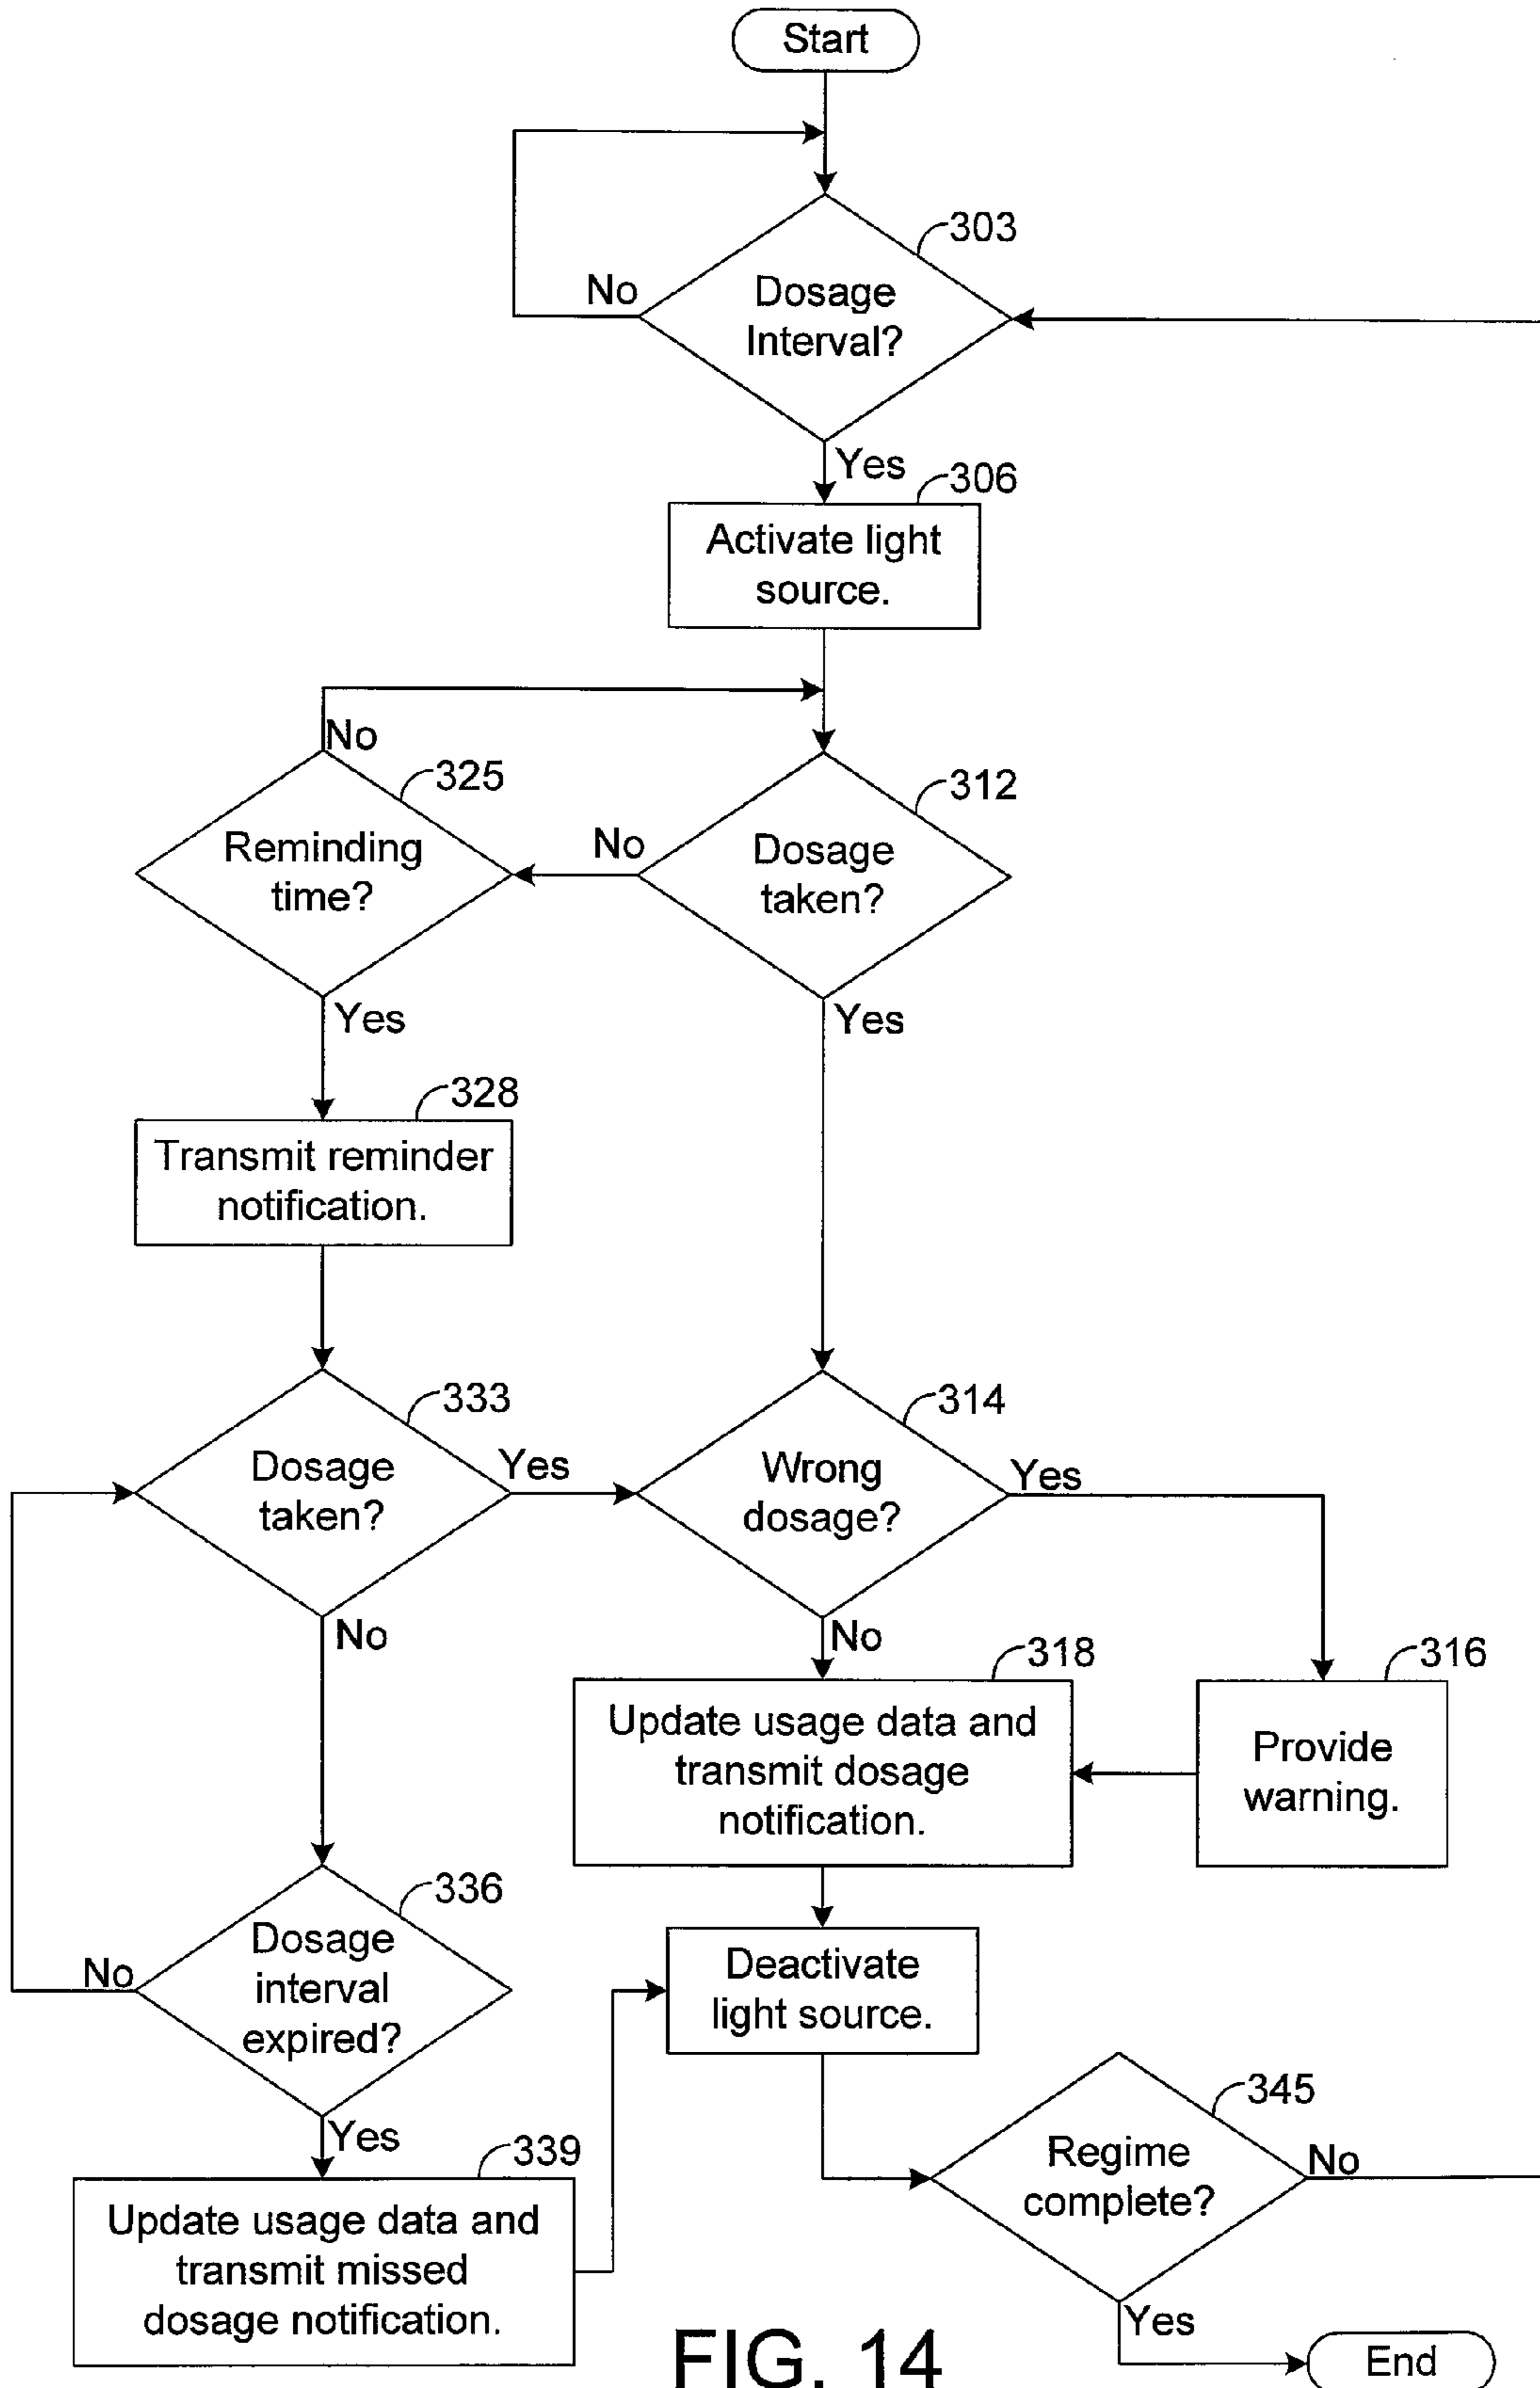 Start
303
Dosage
Interval?
No
Yes
306
Activate light
source.
No
325
Reminding
time?
No
312
Dosage
taken?
Yes
Yes
328
Transmit reminder
notification.
333
Dosage
taken?
Yes
314
Wrong
dosage?
Yes
No
No
318
Update usage data and
transmit dosage
notification.
316
Provide
warning.
336
Dosage
interval
expired?
No
Yes
Deactivate
light source.
339
Update usage data and
transmit missed
dosage notification.
345
Regime
complete?
No
Yes
End
FIG. 14